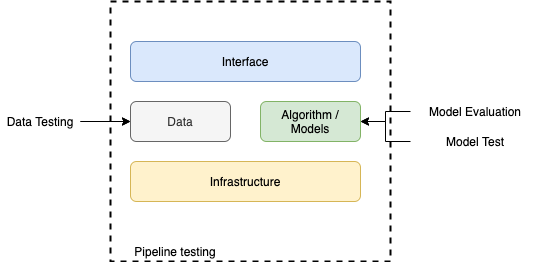 Interface
Data Testing
Data
Algorithm /
Models
Model Evaluation
Model Test
Infrastructure
Pipeline testing